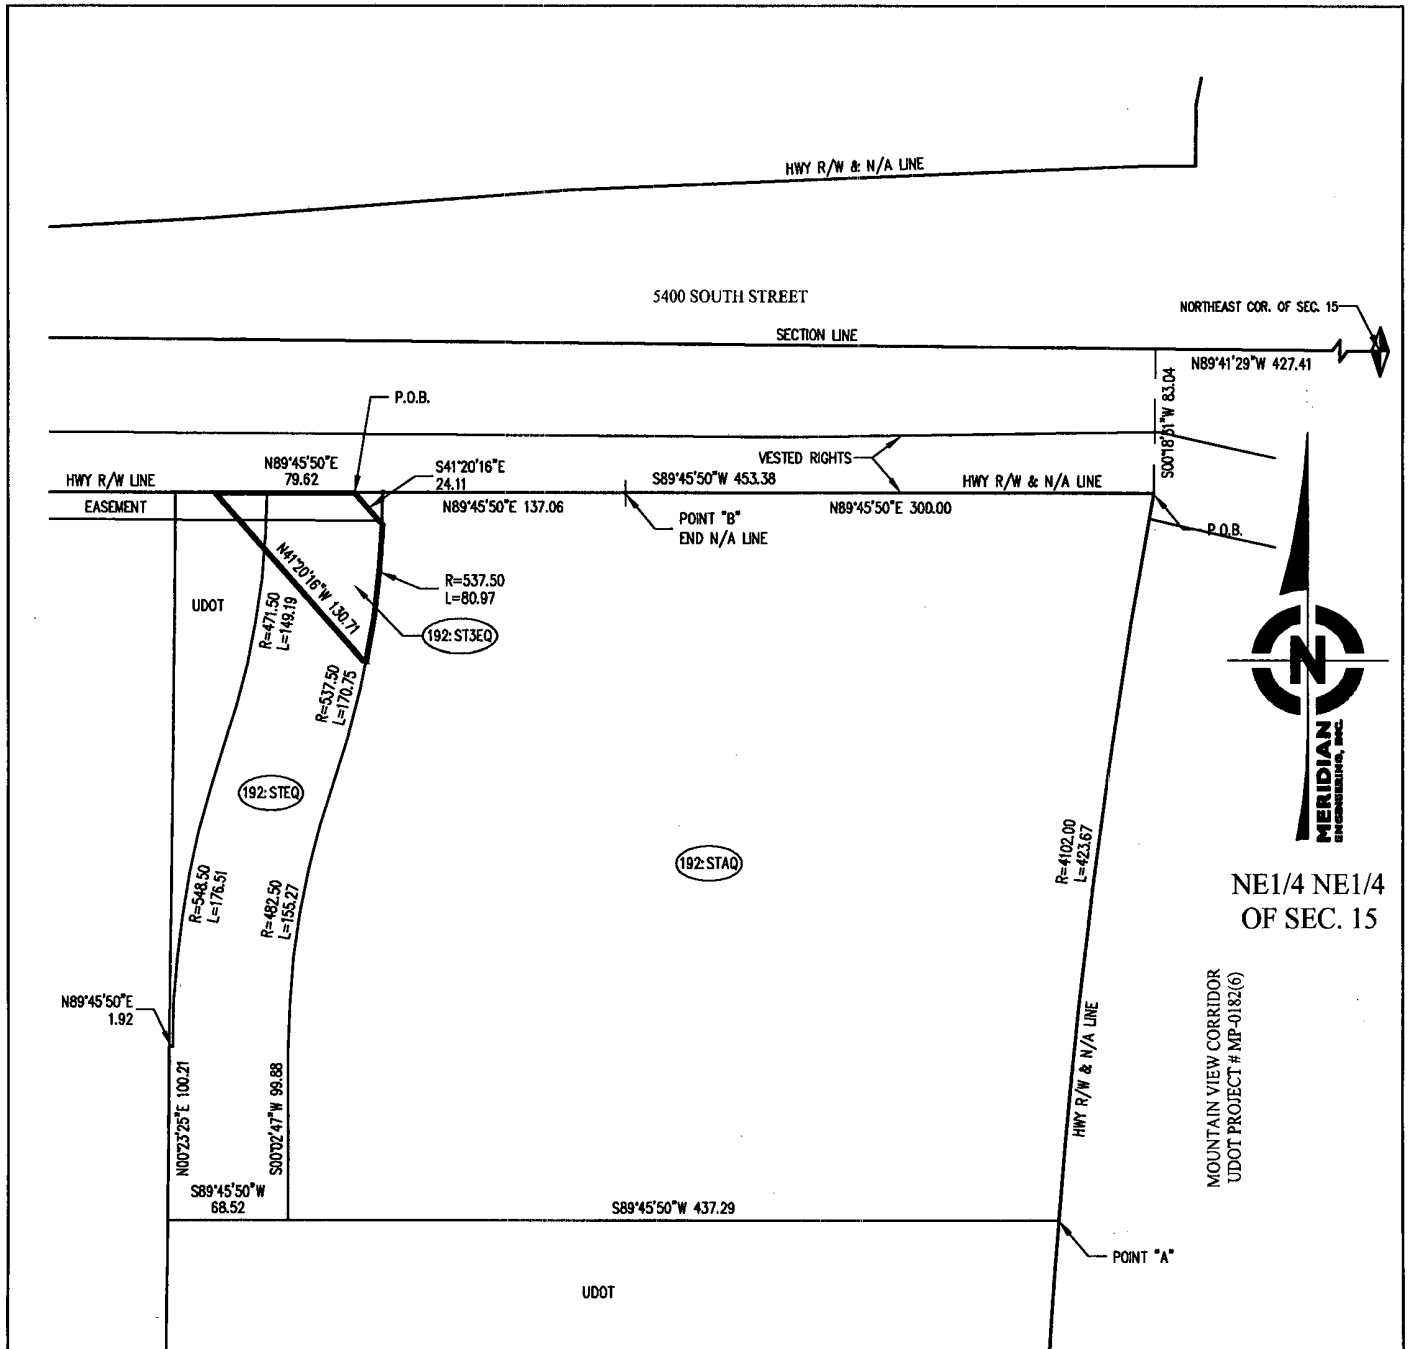 HWY R/W & N/A LINE
5400 SOUTH STREET
NORTHEAST COR. OF SEC. 15
SECTION LINE
N89°41'29"W 427.41
S00°18'31"W 83.04
P.O.B.
VESTED RIGHTS
N89°45'50"E
79.62
S41°20'16"E
24.11
HWY R/W LINE
S89°45'50"W 453.38
HWY R/W & N/A LINE
EASEMENT
N89°45'50"E 137.06
POINT "B"
END N/A LINE
N89°45'50"E 300.00
P.O.B.
N41°20'16"W 130.71
R=537.50
L=80.97
UDOT
R=471.50
L=149.19
192:ST3EQ
R=537.50
L=170.75
N
MERIDIAN
ENGINEERING, INC.
192:STEQ
192:STAQ
R=4102.00
L=423.67
NE1/4 NE1/4
OF SEC. 15
R=548.50
L=176.51
R=482.50
L=155.27
MOUNTAIN VIEW CORRIDOR
UDOT PROJECT # MP-0182(6)
N89°45'50"E
1.92
HWY R/W & N/A LINE
N00°23'25"E 100.21
S00°02'47"W 99.88
S89°45'50"W
68.52
S89°45'50"W 437.29
POINT "A"
UDOT